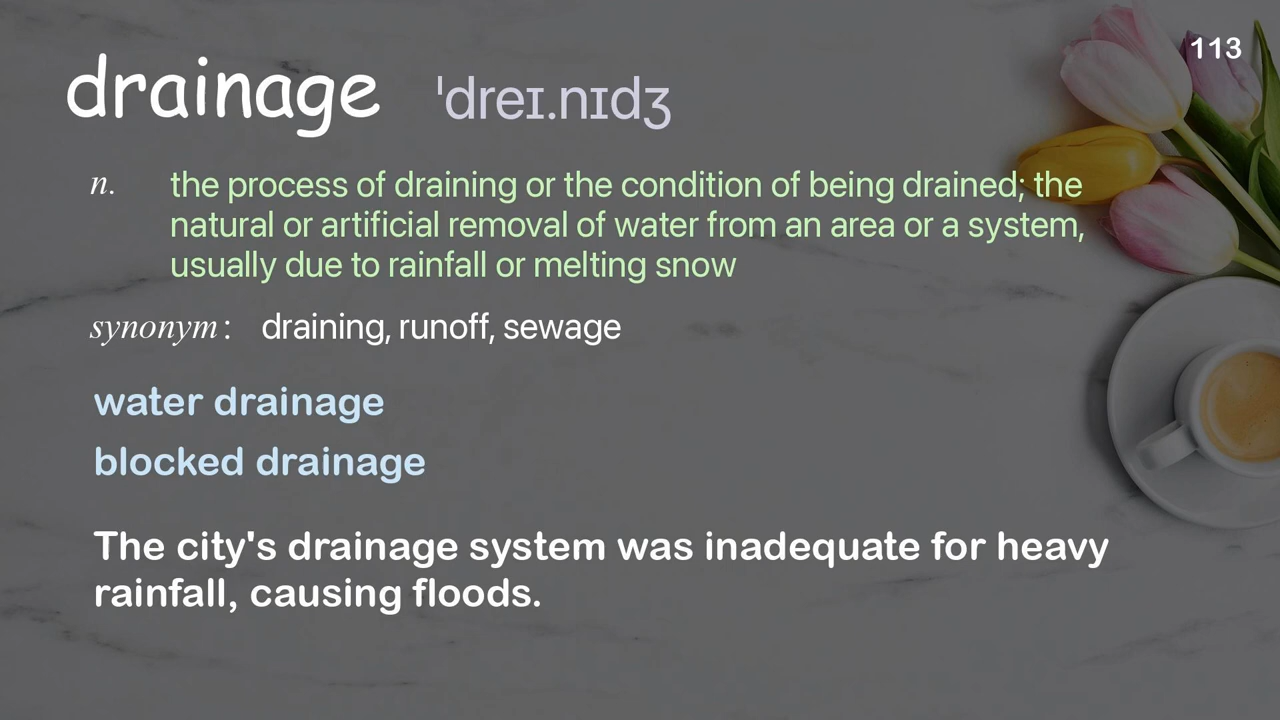 113
drainage ˈdreɪ.nɪdʒ
n. the process of draining or the condition of being drained; the
natural or artificial removal of water from an area or a system,
usually due to rainfall or melting snow
synonym: draining, runoff, sewage
water drainage
blocked drainage
The city's drainage system was inadequate for heavy
rainfall, causing floods.